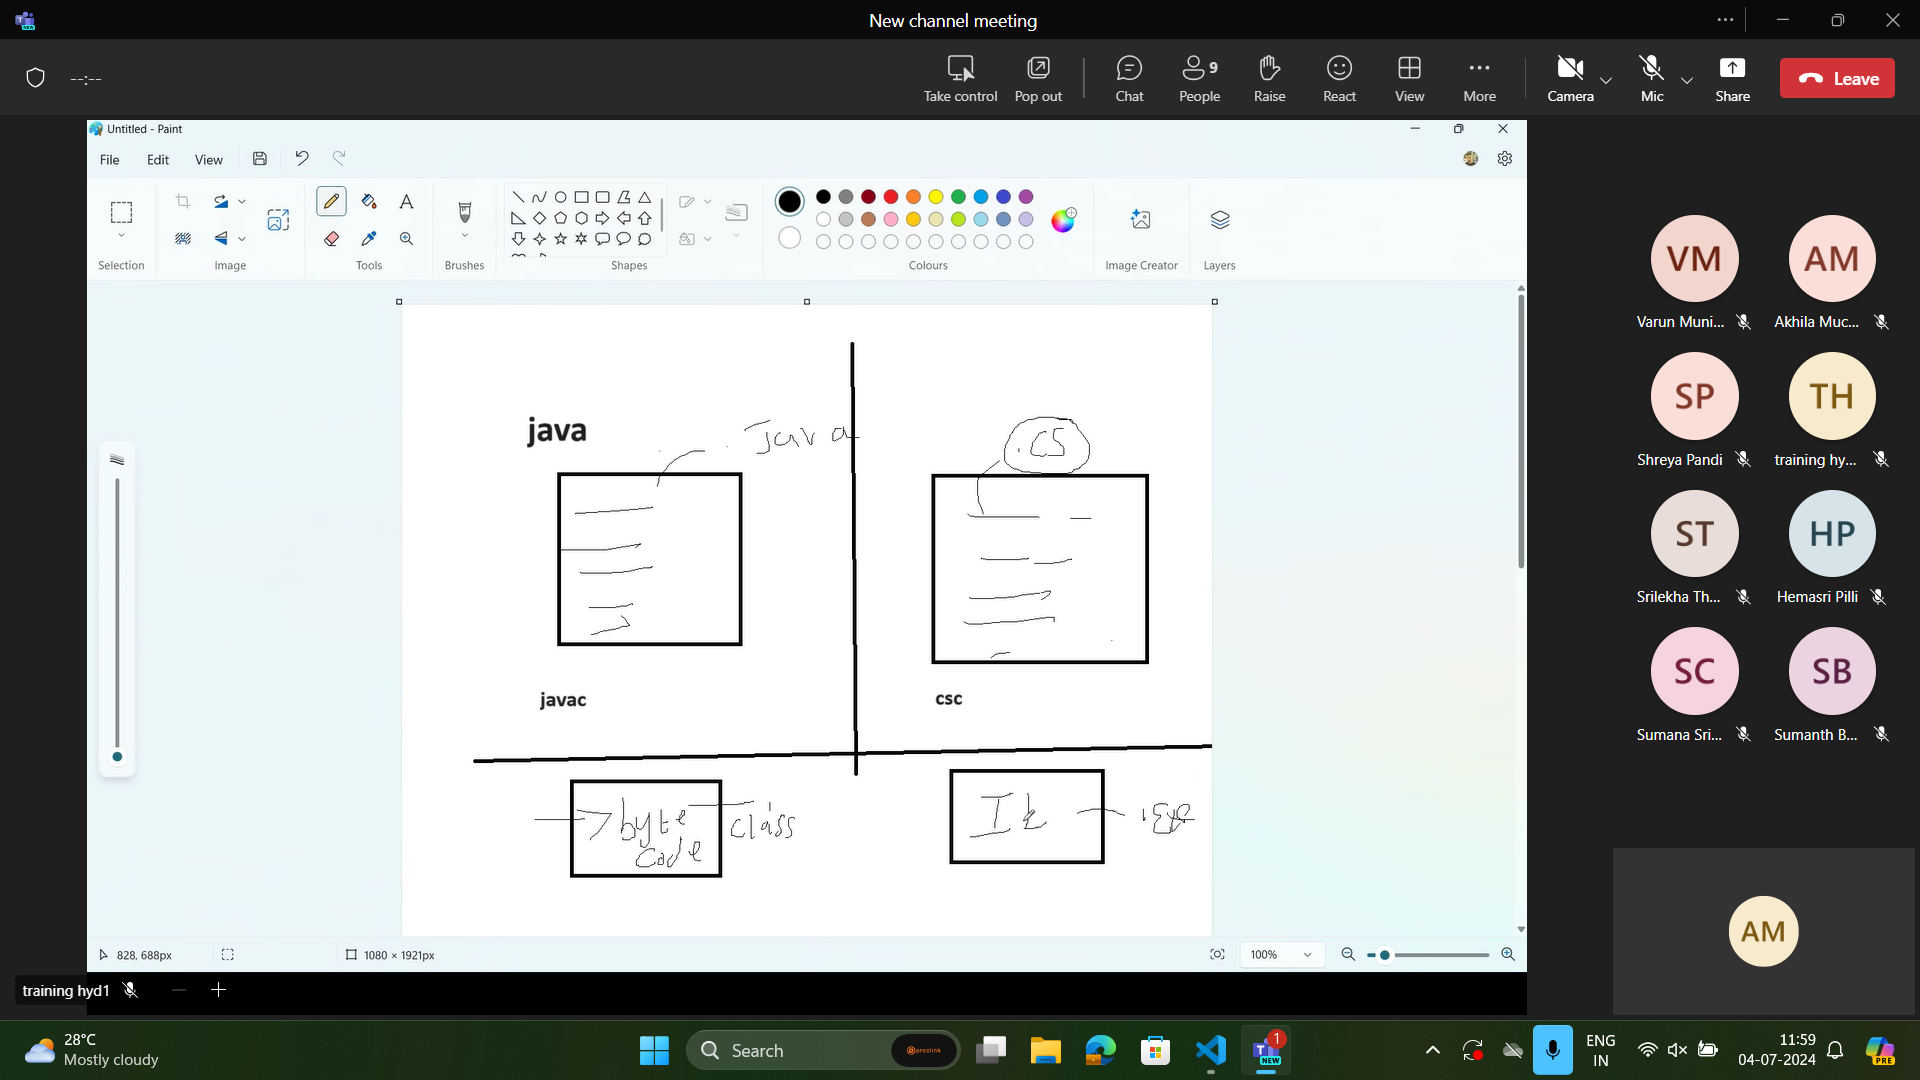 New channel meeting
--:--
Take control
Pop out
Chat
9
People
Raise
React
View
More
Camera
Mic
Share
Leave
Untitled - Paint
File
Edit
View
Selection
Image
Tools
Brushes
Shapes
Colours
Image Creator
Layers
java
. Java
.CS
javac
csc
byte
code
class
828, 688px
1080 × 1921px
100%
training hyd1
VM
AM
Varun Muni...
Akhila Muc...
SP
TH
Shreya Pandi
training hy...
ST
HP
Srilekha Th...
Hemasri Pilli
SC
SB
Sumana Sri...
Sumanth B...
AM
28°C
Mostly cloudy
Search
proclink
NEW
1
ENG
IN
11:59
04-07-2024
PRE